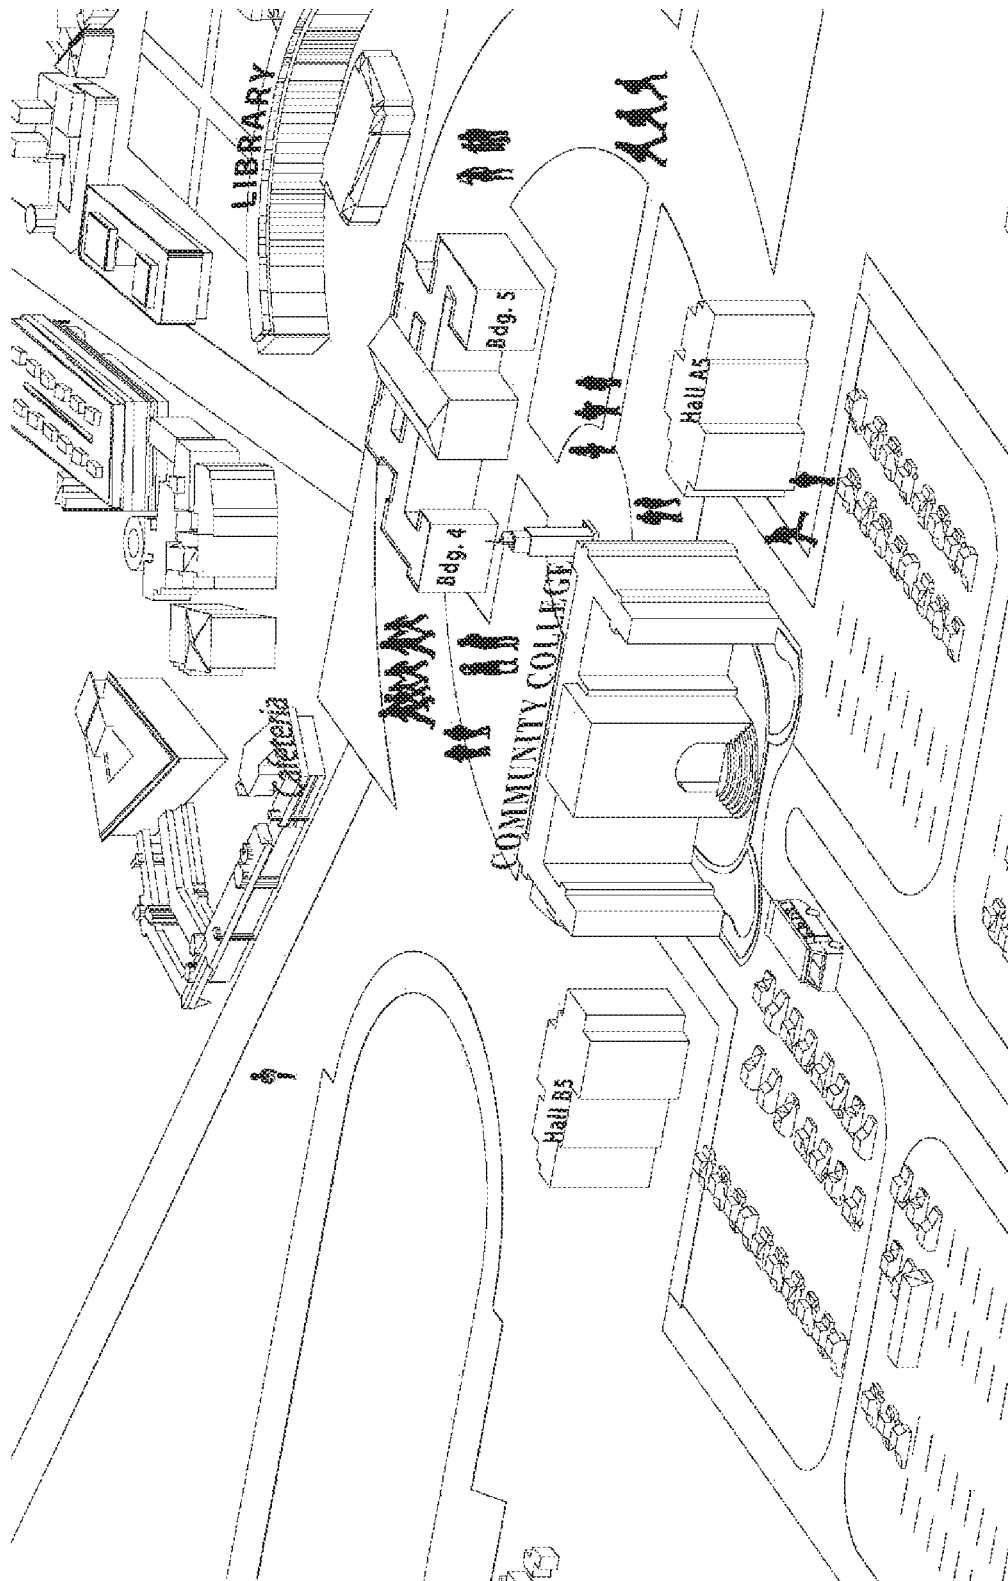 LIBRARY
Bdg. 5
Hall A5
Bdg. 4
COMMUNITY COLLEGE
Cafeteria
Hall B5